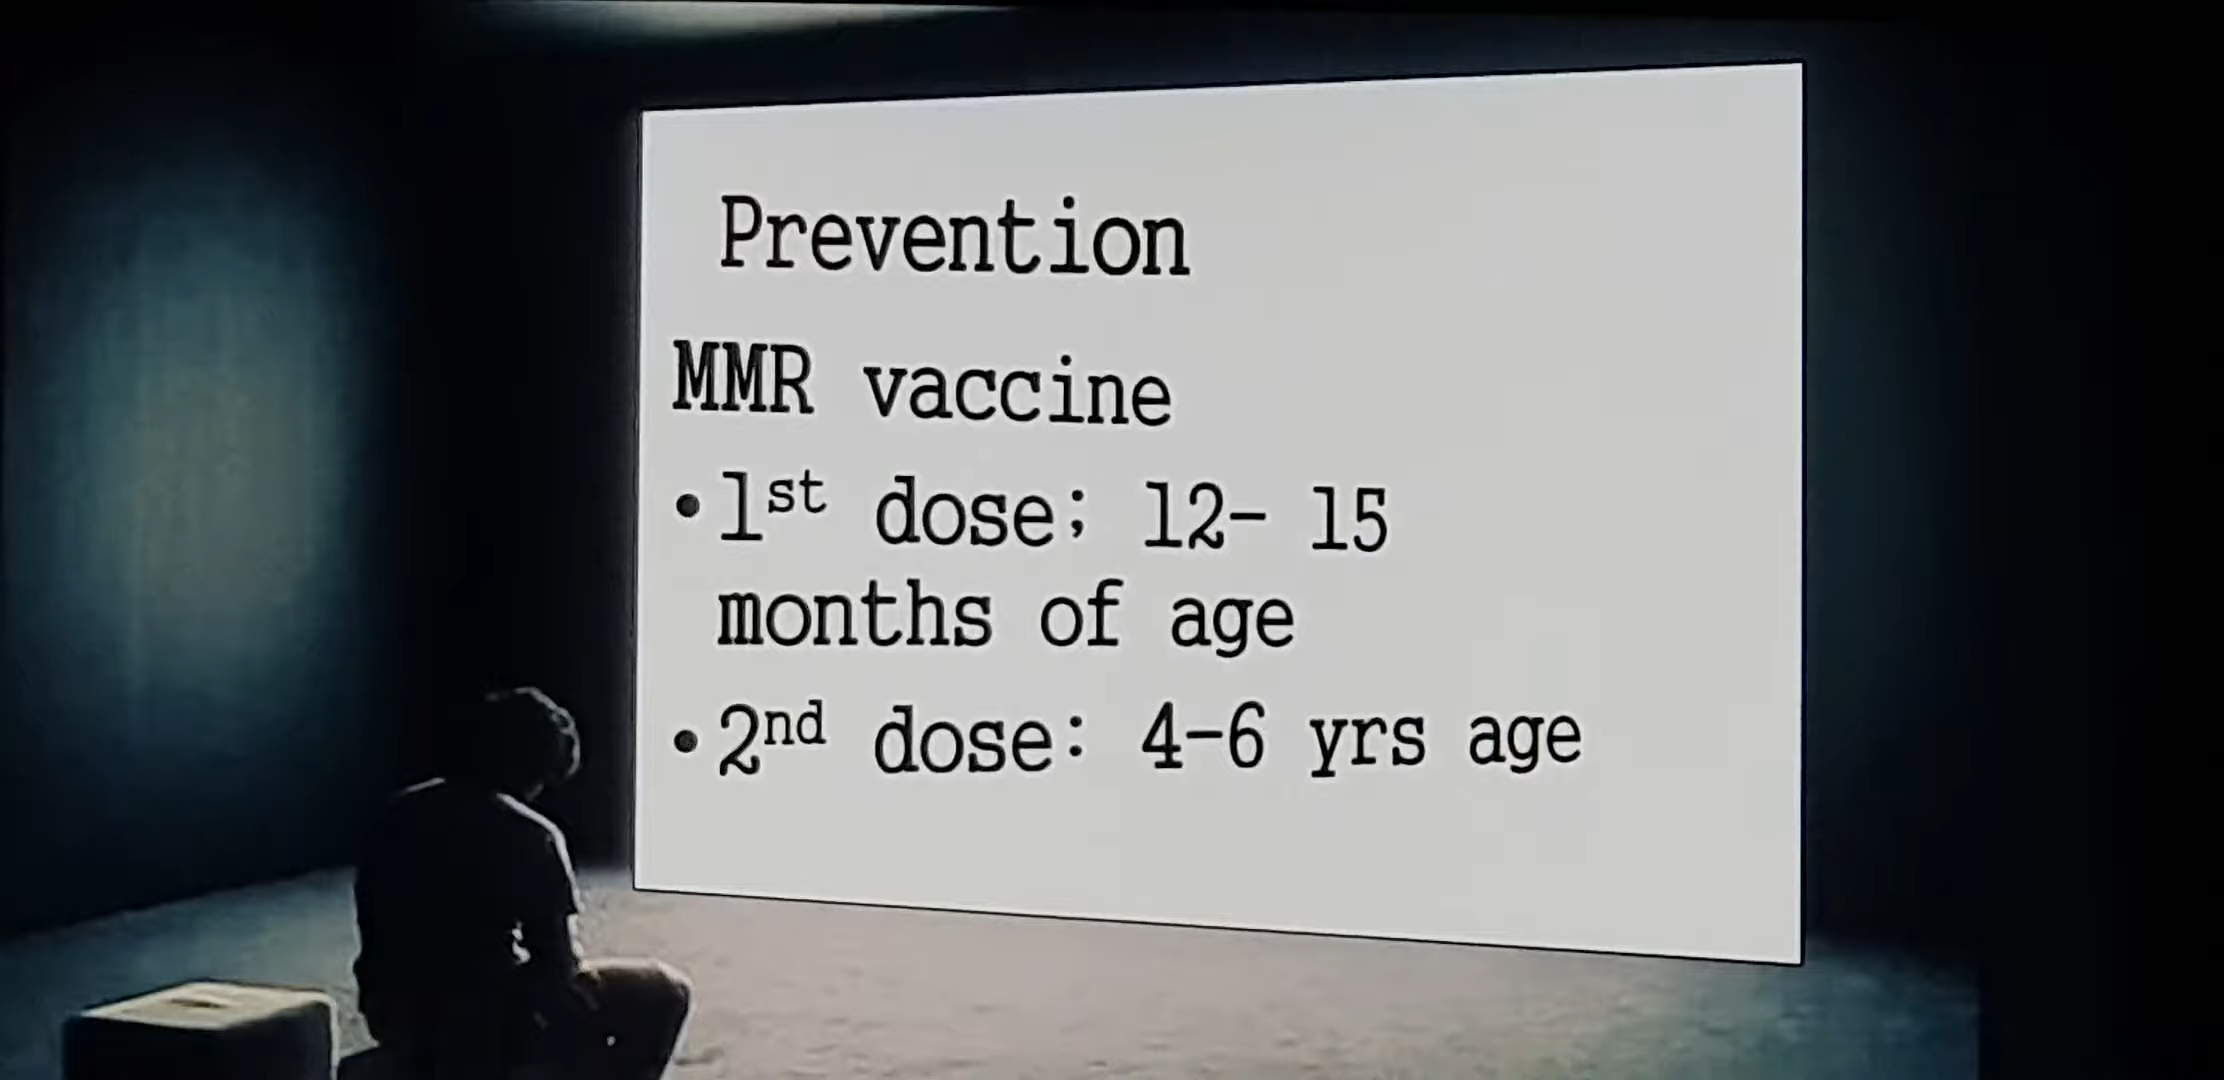 Prevention
MMR vaccine
•1st dose; 12- 15
months of age
•2nd dose: 4-6 yrs age